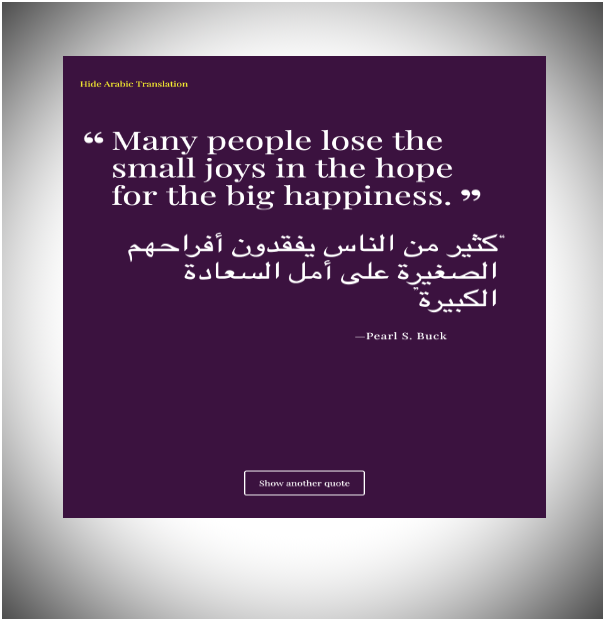 Hide Arabic Translation
“ Many people lose the
small joys in the hope
for the big happiness. ”
"كثير من الناس يفقدون أفراحهم
الصغيرة على أمل السعادة
الكبيرة"
—Pearl S. Buck
Show another quote